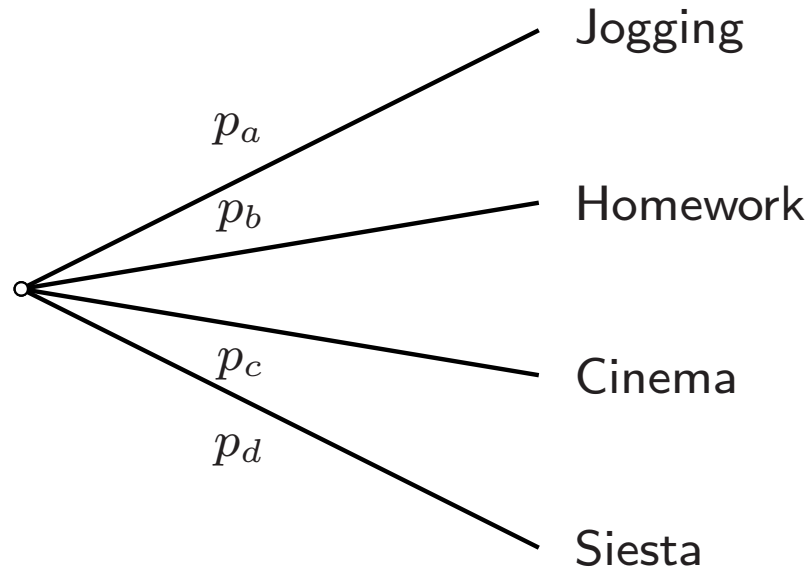 Jogging
p_a
Homework
p_b
p_c
Cinema
p_d
Siesta